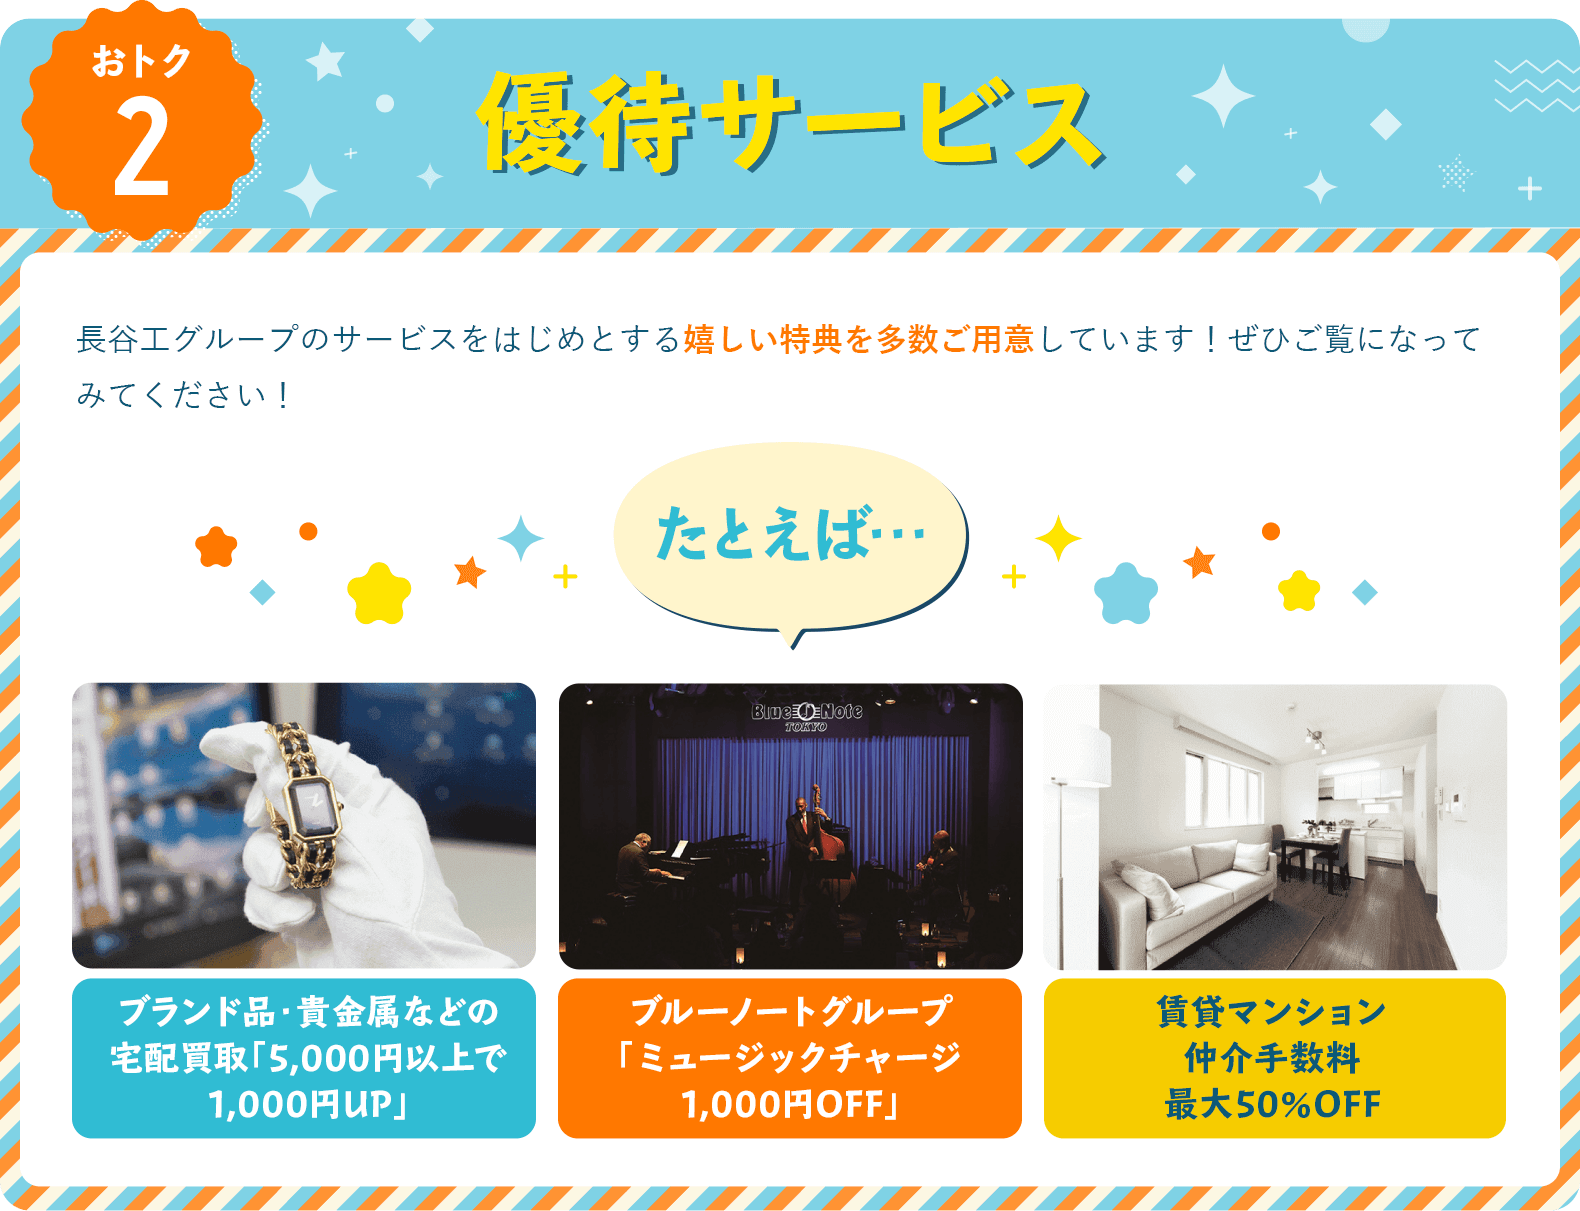 おトク
2
優待サービス
長谷工グループのサービスをはじめとする嬉しい特典を多数ご用意しています！ぜひご覧になって
みてください！
たとえば…
Blue Note
TOKYO
ブランド品・貴金属などの
宅配買取「5,000円以上で
1,000円UP」
ブルーノートグループ
「ミュージックチャージ
1,000円OFF」
賃貸マンション
仲介手数料
最大50%OFF